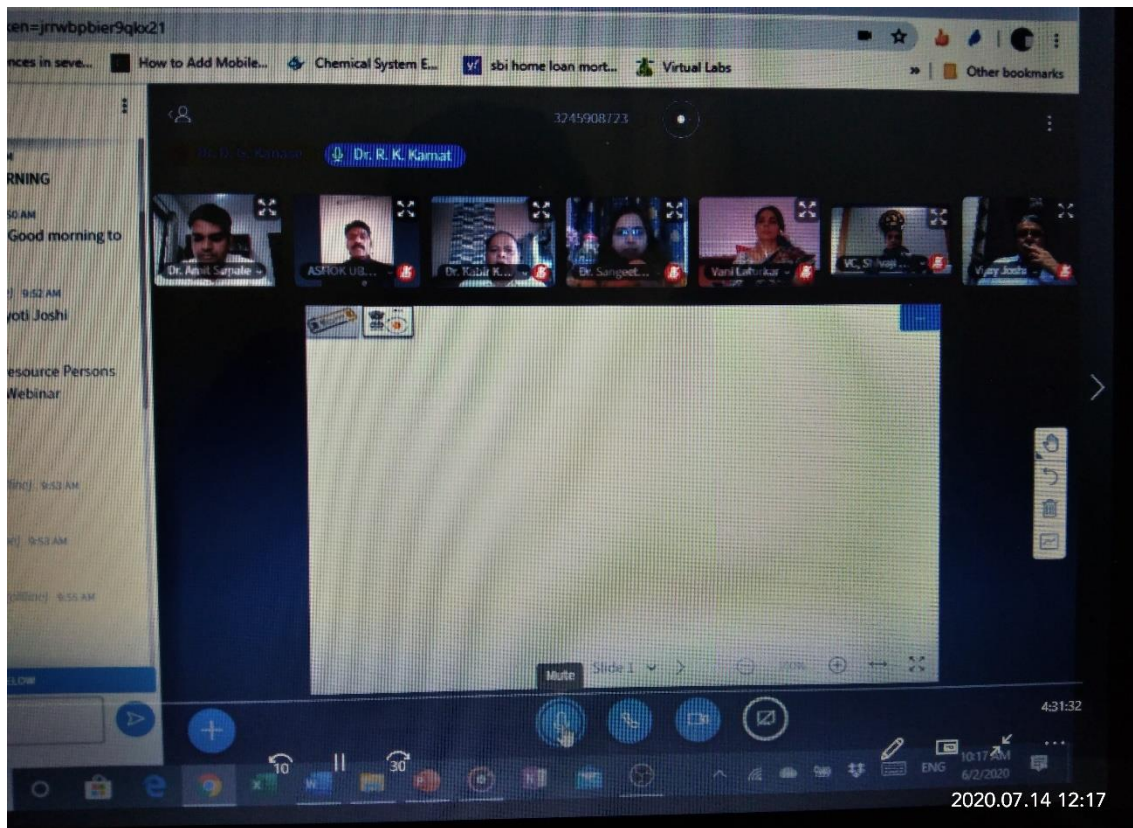 en=jrrwbpbier9qkx21
nces in seve... How to Add Mobile... Chemical System E... sbi home loan mort... Virtual Labs » Other bookmarks
RNING
50 AM
Good morning to
9:52 AM
yoti Joshi
esource Persons
Webinar
9:53 AM
9:53 AM
9:55 AM
ELOW
3245908723
Dr. R. K. Kamat
Dr. Amit Supale
ASHOK UB...
Dr. Kabir K...
Dr. Sangeet...
Vani Laturkar
VC, Shivaji...
Vijay Joshi
Mute
Slide 1
100%
4:31:32
10
30
ENG
10:17 AM
6/2/2020
2020.07.14 12:17